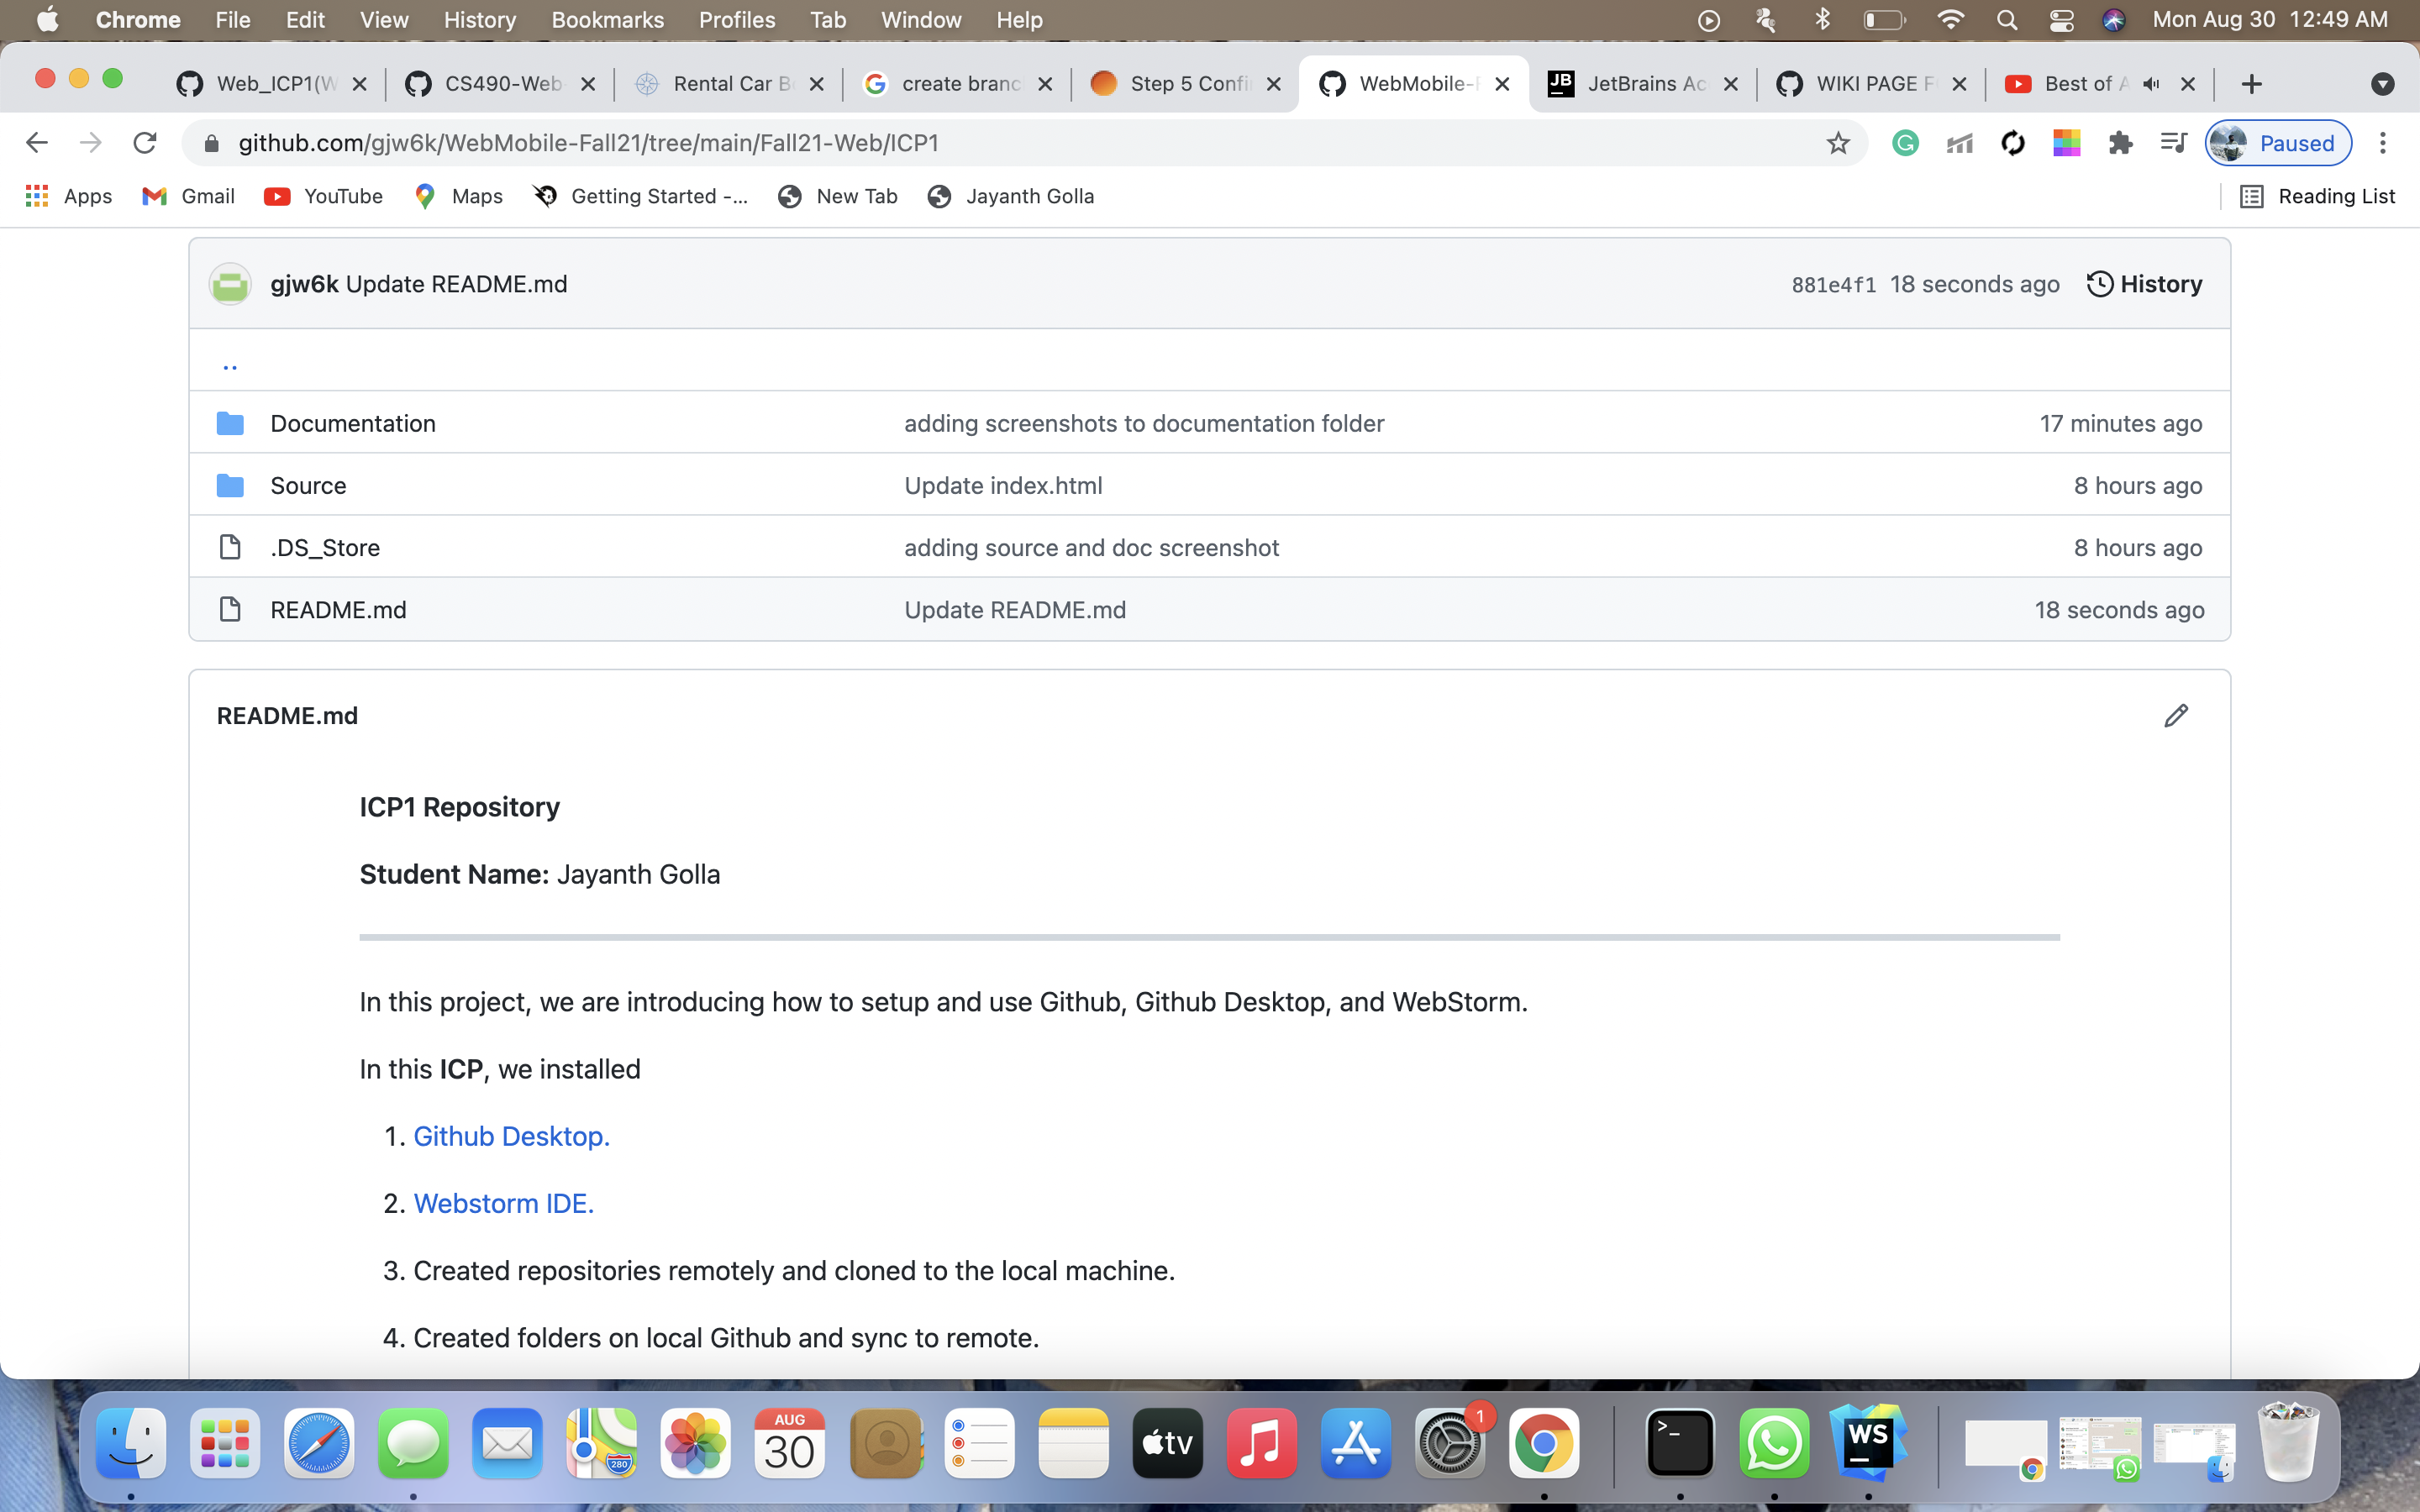 Chrome File Edit View History Bookmarks Profiles Tab Window Help Mon Aug 30 12:49 AM
Web_ICP1(W CS490-Web- Rental Car B create branc Step 5 Confi WebMobile- JB JetBrains Ac WIKI PAGE F Best of A
github.com/gjw6k/WebMobile-Fall21/tree/main/Fall21-Web/ICP1 Paused
Apps Gmail YouTube Maps Getting Started -... New Tab Jayanth Golla Reading List
gjw6k Update README.md 881e4f1 18 seconds ago History
..
Documentation adding screenshots to documentation folder 17 minutes ago
Source Update index.html 8 hours ago
.DS_Store adding source and doc screenshot 8 hours ago
README.md Update README.md 18 seconds ago
README.md
ICP1 Repository
Student Name: Jayanth Golla
In this project, we are introducing how to setup and use Github, Github Desktop, and WebStorm.
In this ICP, we installed
1. Github Desktop.
2. Webstorm IDE.
3. Created repositories remotely and cloned to the local machine.
4. Created folders on local Github and sync to remote.
280 AUG 30 tv 1 >_ WS